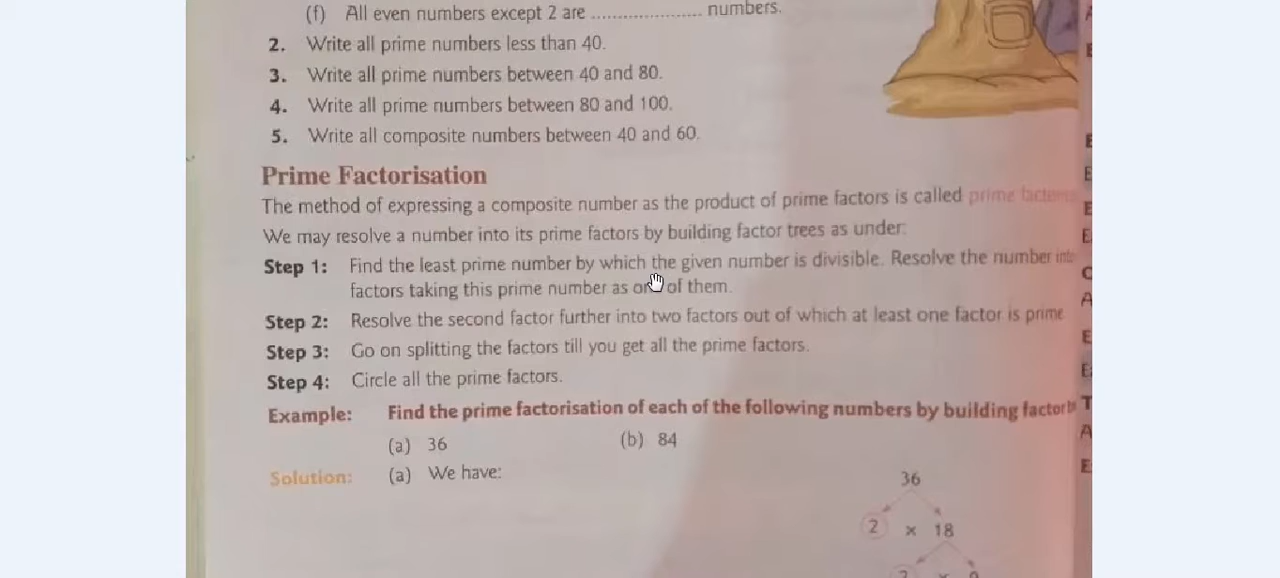 (f) All even numbers except 2 are .................... numbers.
2. Write all prime numbers less than 40.
3. Write all prime numbers between 40 and 80.
4. Write all prime numbers between 80 and 100.
5. Write all composite numbers between 40 and 60.
Prime Factorisation
The method of expressing a composite number as the product of prime factors is called prime
We may resolve a number into its prime factors by building factor trees as under:
Step 1: Find the least prime number by which the given number is divisible. Resolve the number
factors taking this prime number as of them.
Step 2: Resolve the second factor further into two factors out of which at least one factor is prime
Step 3: Go on splitting the factors till you get all the prime factors.
Step 4: Circle all the prime factors.
Example: Find the prime factorisation of each of the following numbers by building factor
(a) 36 (b) 84
Solution: (a) We have:
36
2 × 18